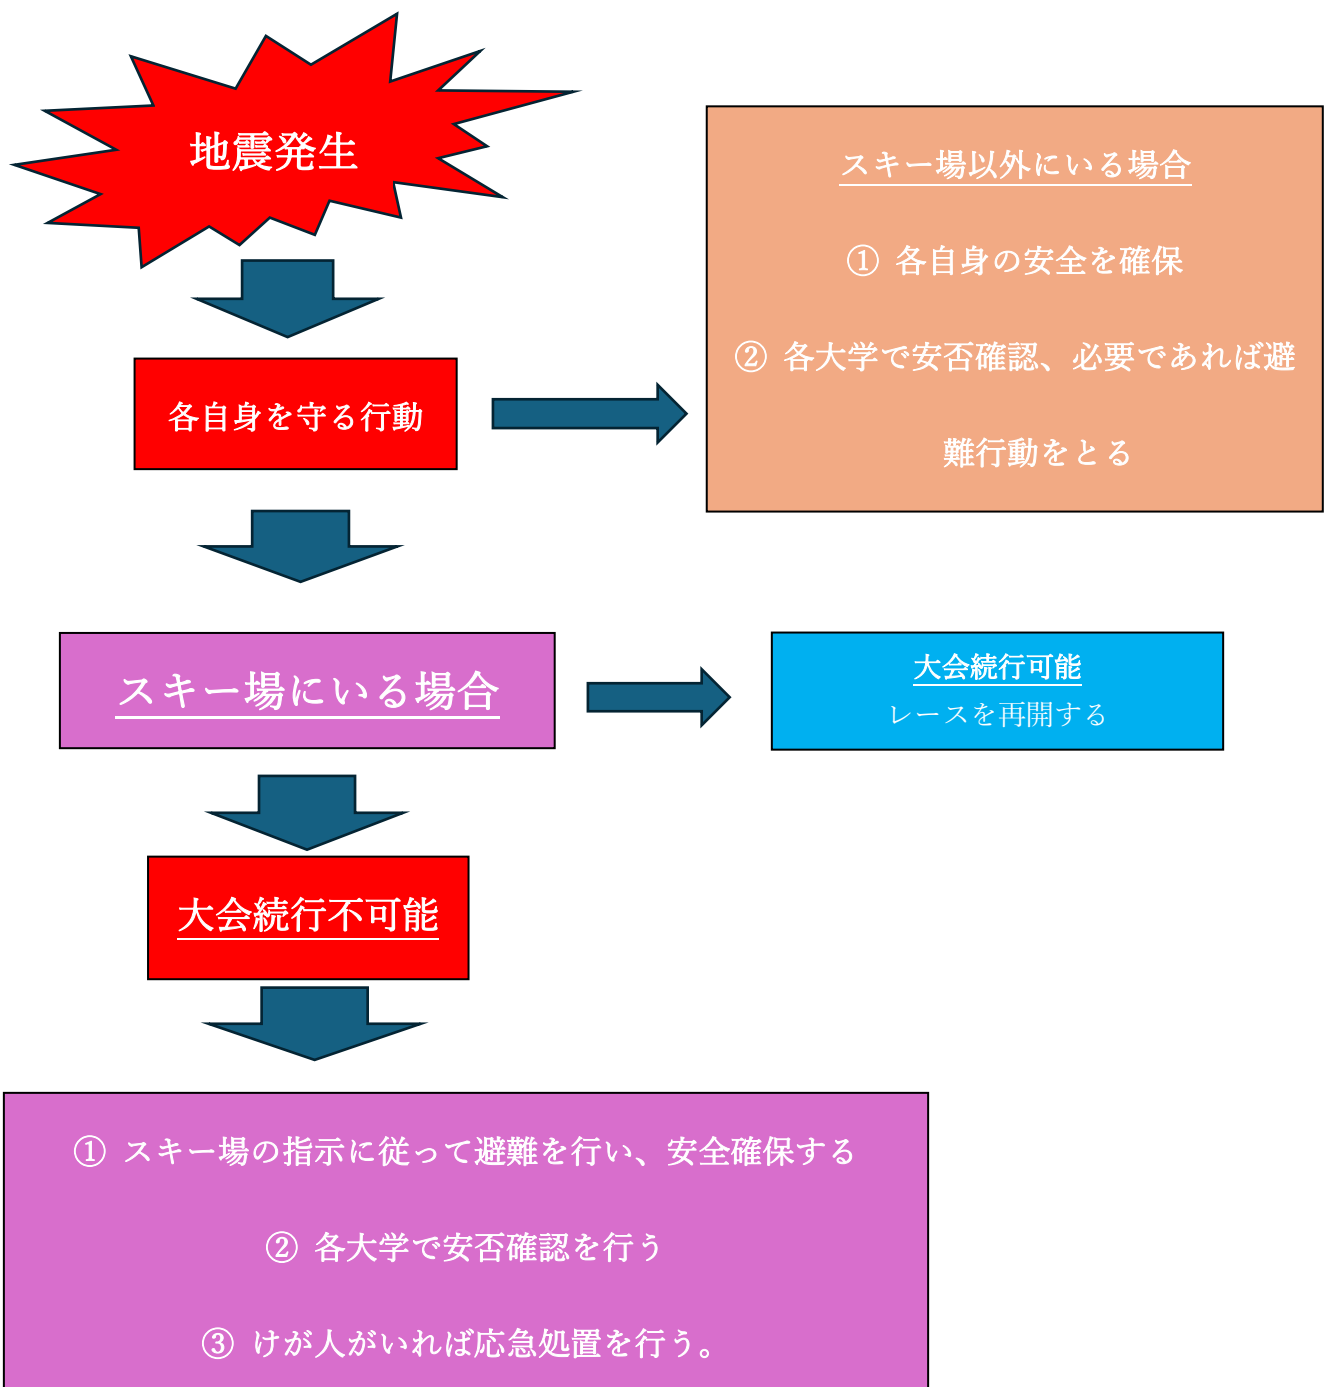 地震発生
各自身を守る行動
スキー場以外にいる場合
① 各自身の安全を確保
② 各大学で安否確認、必要であれば避
難行動をとる
スキー場にいる場合
大会続行可能
レースを再開する
大会続行不可能
① スキー場の指示に従って避難を行い、安全確保する
② 各大学で安否確認を行う
③ けが人がいれば応急処置を行う。